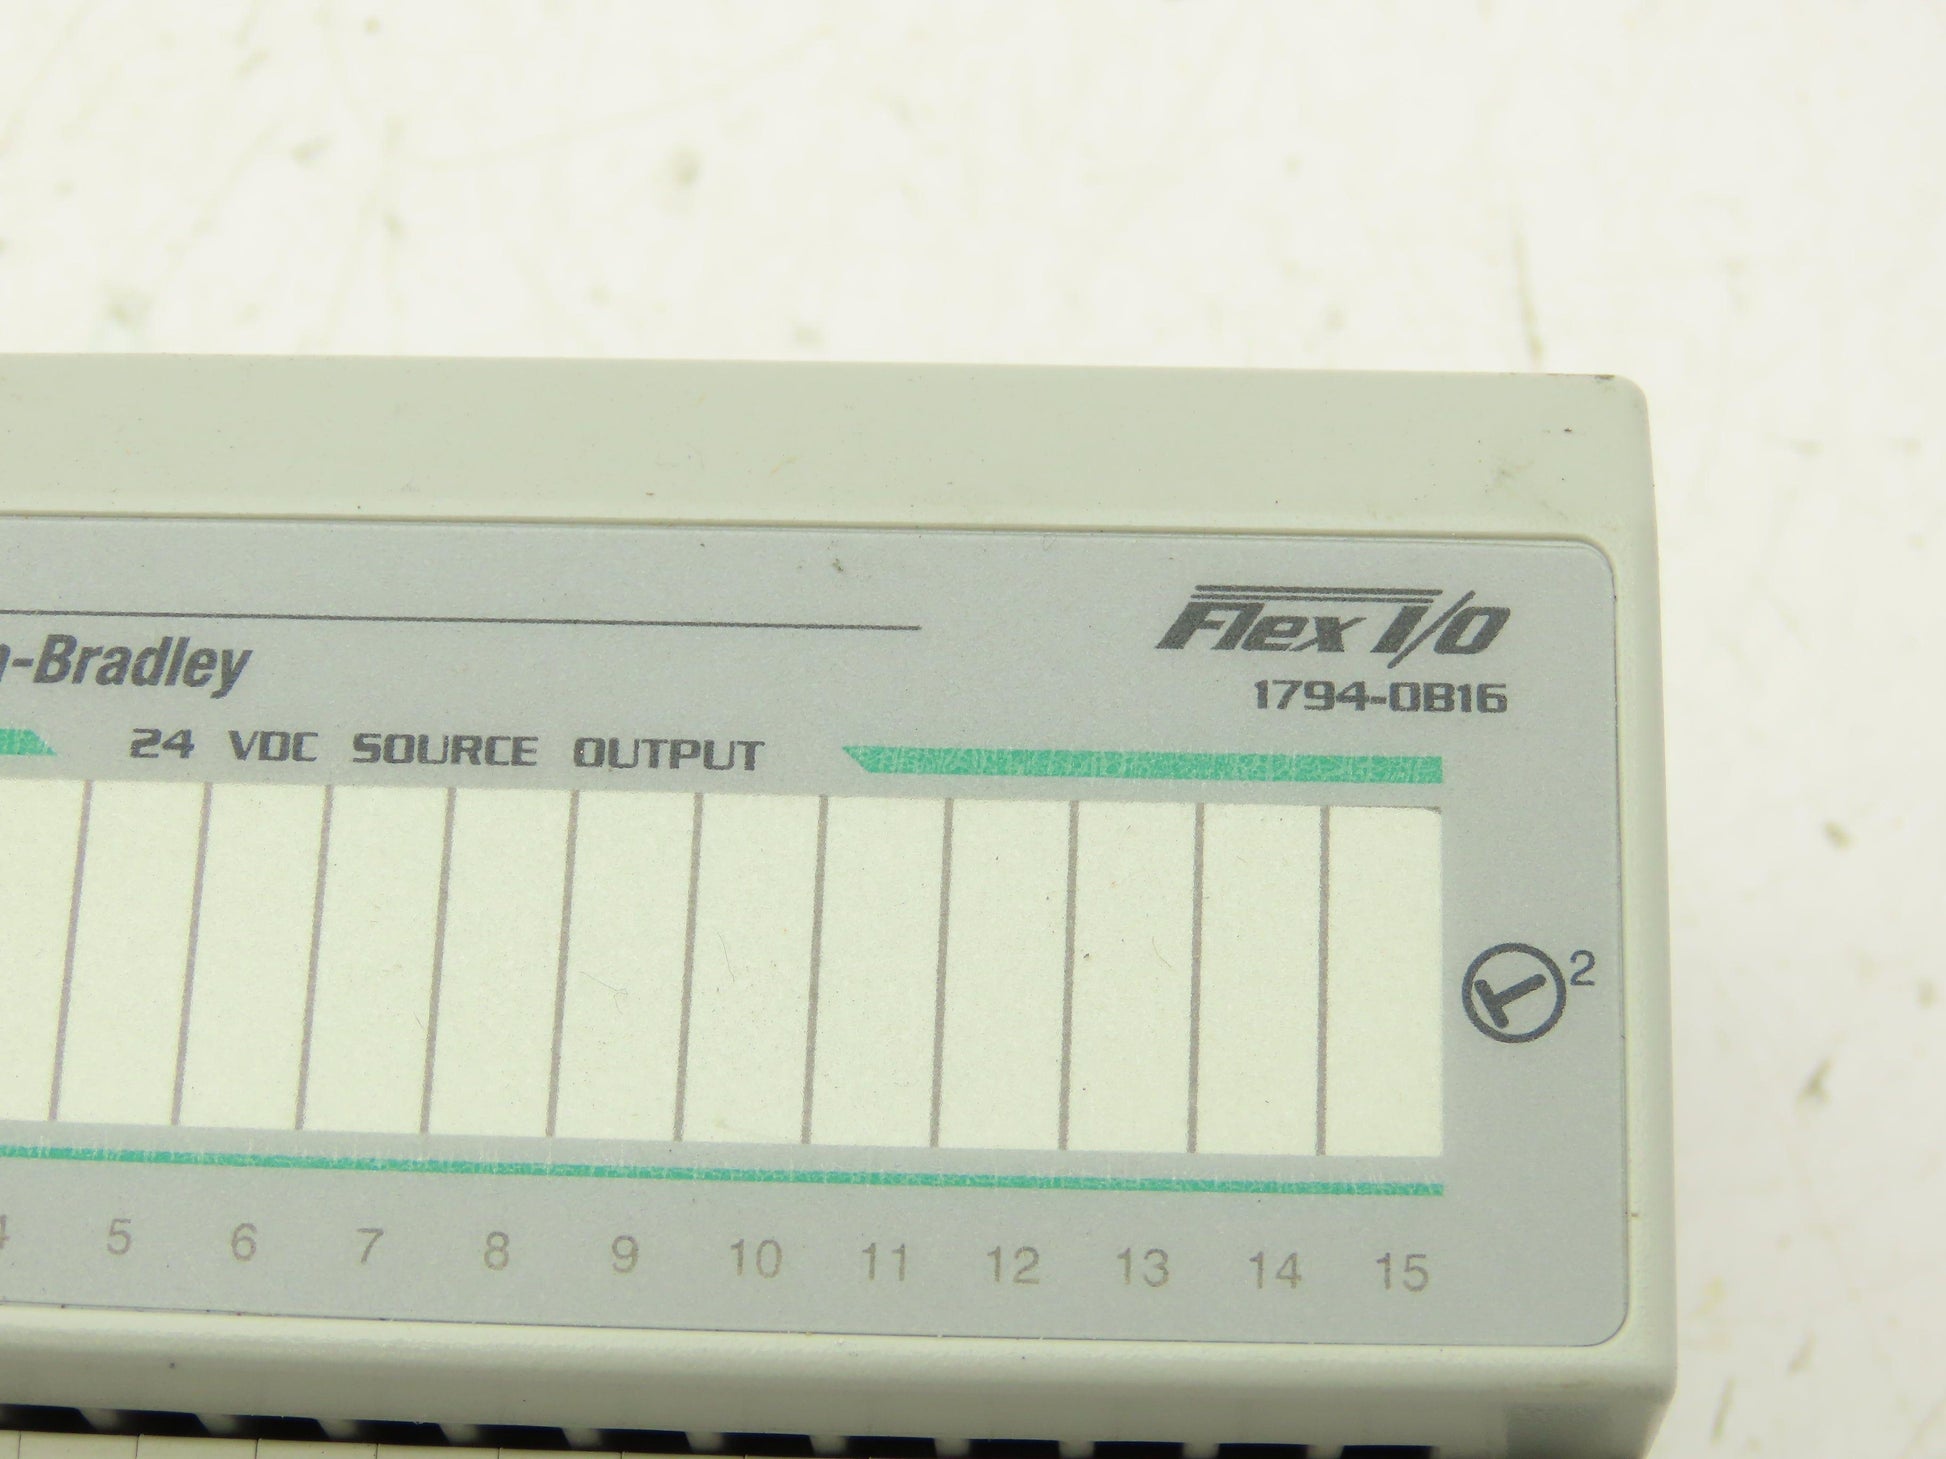 Flex I/O
n-Bradley
1794-OB16
24 VDC SOURCE OUTPUT
2
4 5 6 7 8 9 10 11 12 13 14 15